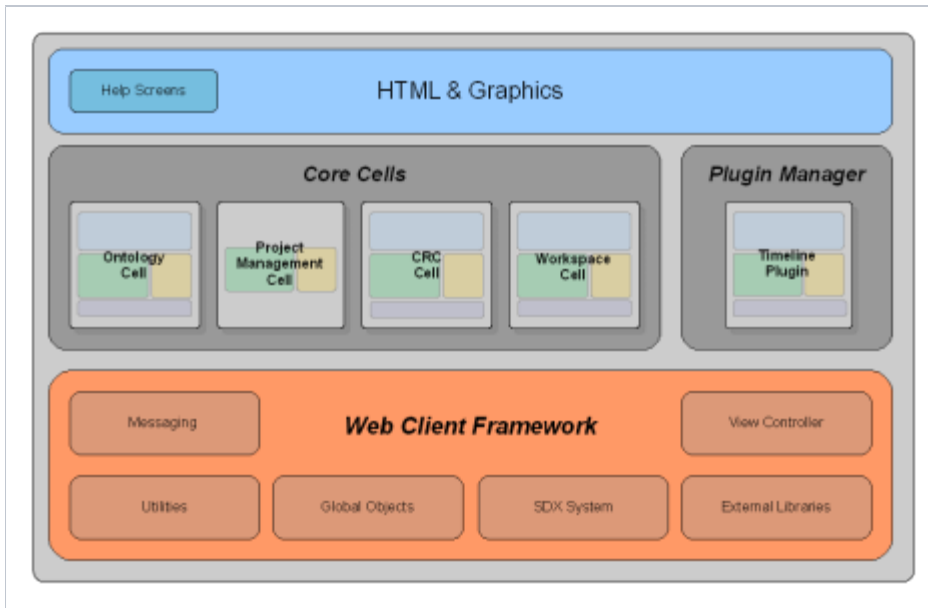 Help Screens
HTML & Graphics
Core Cells
Plugin Manager
Ontology
Cell
Project
Management
Cell
CRC
Cell
Workspace
Cell
Timeline
Plugin
Messaging
Web Client Framework
View Controller
Utilities
Global Objects
SDX System
External Libraries